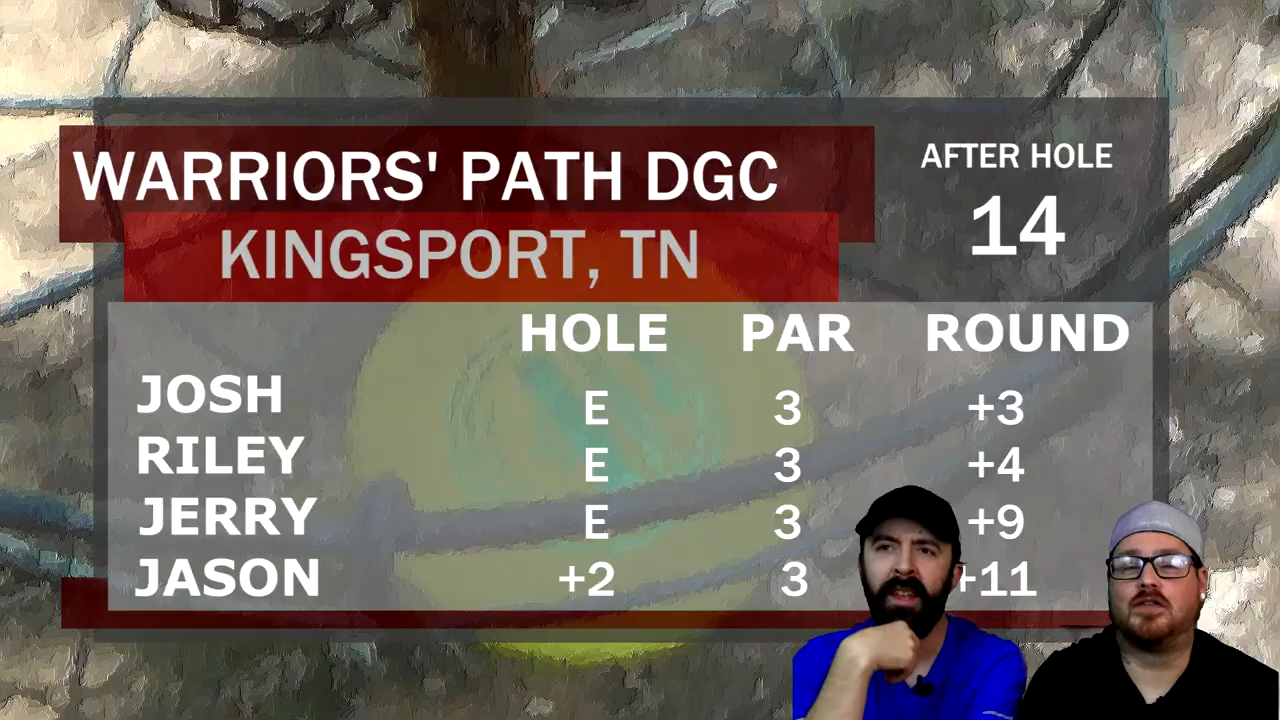 WARRIORS' PATH DGC
KINGSPORT, TN
AFTER HOLE
14
HOLE PAR ROUND
JOSH E 3 +3
RILEY E 3 +4
JERRY E 3 +9
JASON +2 3 +11